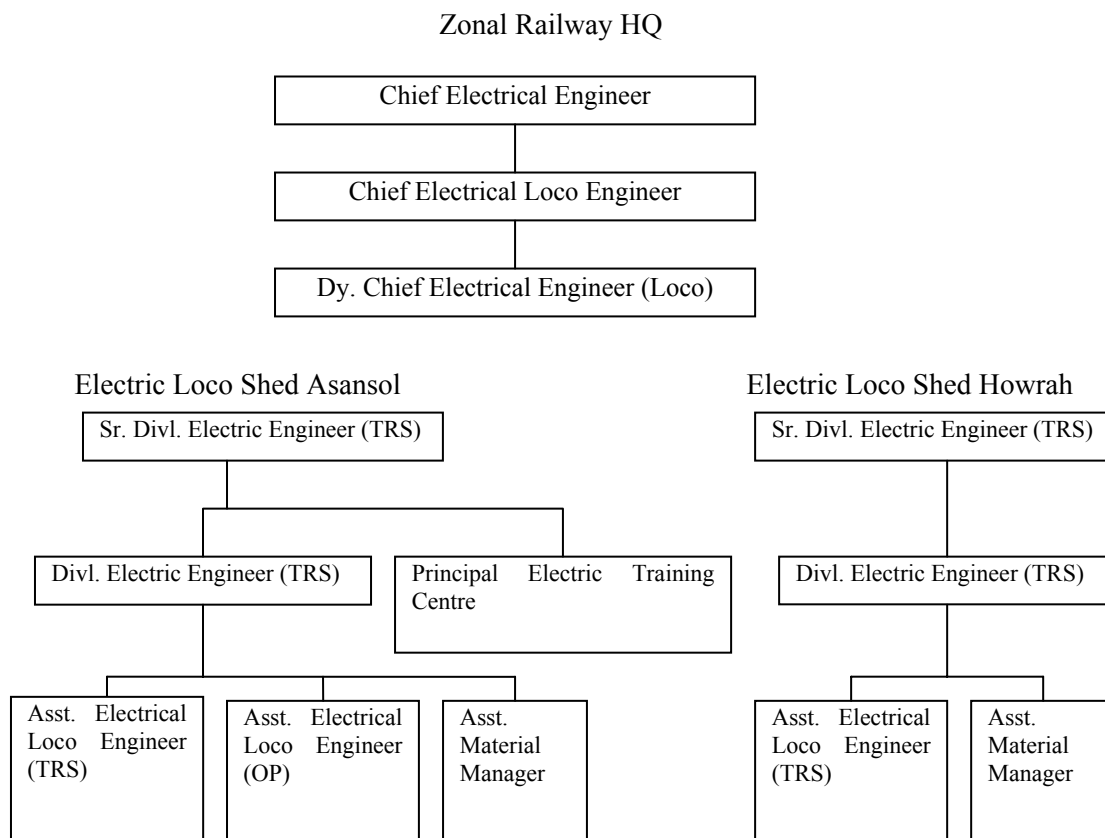 Zonal Railway HQ
Chief Electrical Engineer
Chief Electrical Loco Engineer
Dy. Chief Electrical Engineer (Loco)
Electric Loco Shed Asansol
Sr. Divl. Electric Engineer (TRS)
Divl. Electric Engineer (TRS)
Principal Electric Training
Centre
Asst. Electrical
Loco Engineer
(TRS)
Asst. Electrical
Loco Engineer
(OP)
Asst.
Material
Manager
Electric Loco Shed Howrah
Sr. Divl. Electric Engineer (TRS)
Divl. Electric Engineer (TRS)
Asst. Electrical
Loco Engineer
(TRS)
Asst.
Material
Manager